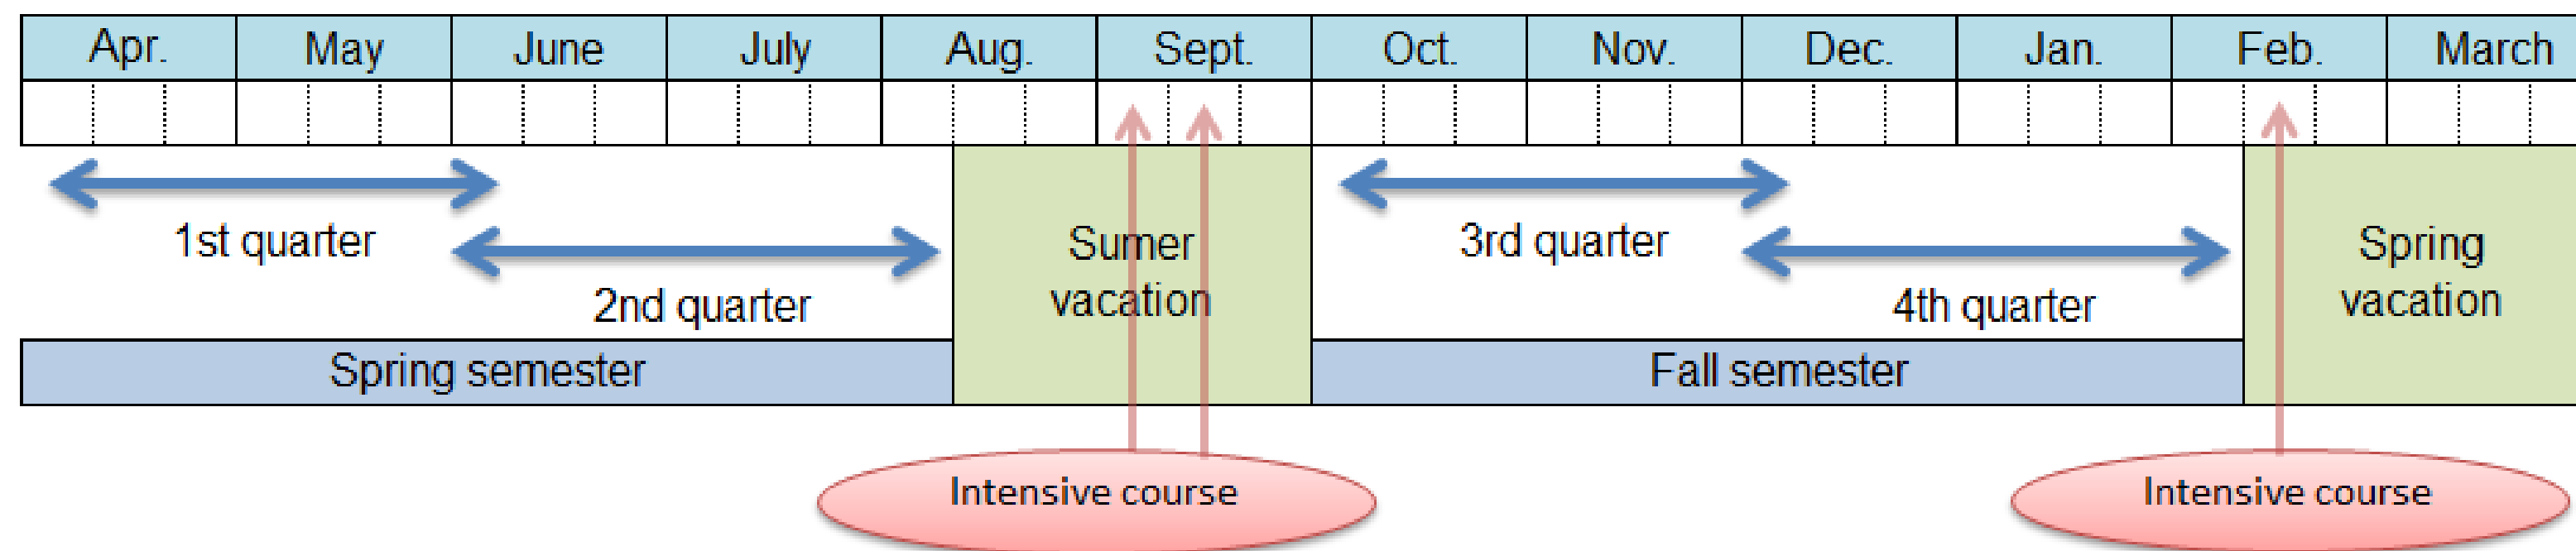 Apr. May June July Aug. Sept. Oct. Nov. Dec. Jan. Feb. March
1st quarter
2nd quarter
Sumer
vacation
3rd quarter
4th quarter
Spring
vacation
Spring semester
Fall semester
Intensive course
Intensive course